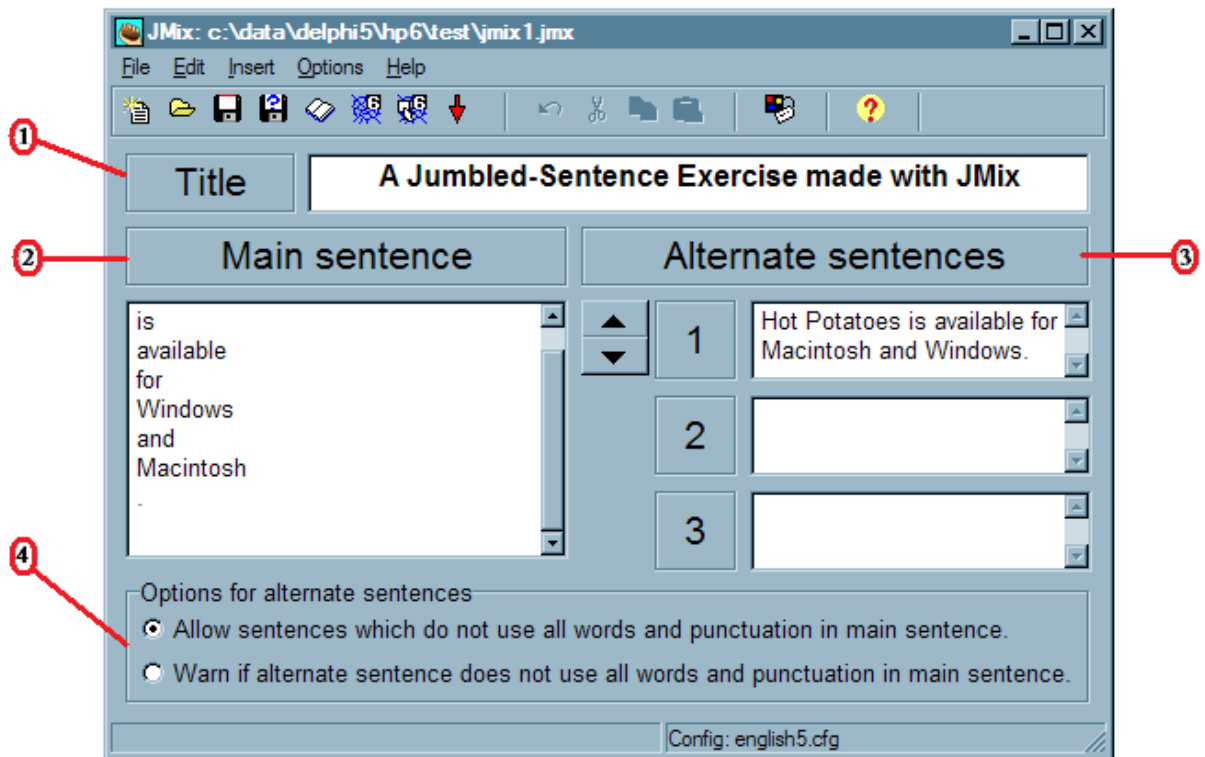 JMix: c:\data\delphi5\hp6\test\jmix1.jmx
File Edit Insert Options Help
6 6 ?
1
Title A Jumbled-Sentence Exercise made with JMix
2 Main sentence Alternate sentences 3
is
available
for
Windows
and
Macintosh
.
1 Hot Potatoes is available for
Macintosh and Windows.
2
3
4
Options for alternate sentences
Allow sentences which do not use all words and punctuation in main sentence.
Warn if alternate sentence does not use all words and punctuation in main sentence.
Config: english5.cfg